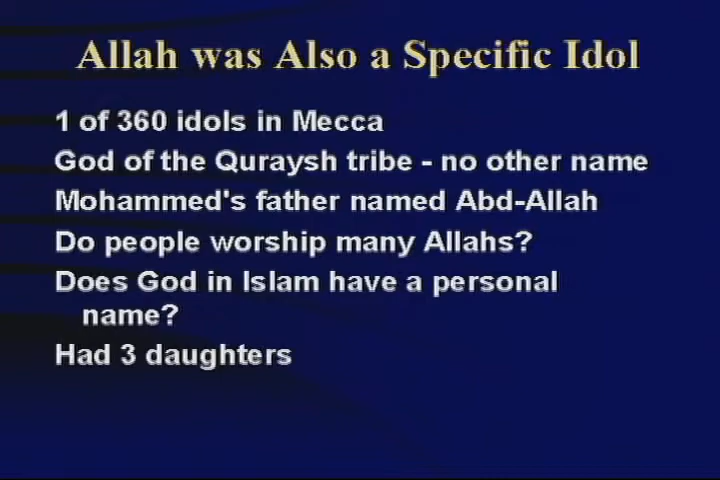 Allah was Also a Specific Idol
1 of 360 idols in Mecca
God of the Quraysh tribe - no other name
Mohammed's father named Abd-Allah
Do people worship many Allahs?
Does God in Islam have a personal
name?
Had 3 daughters